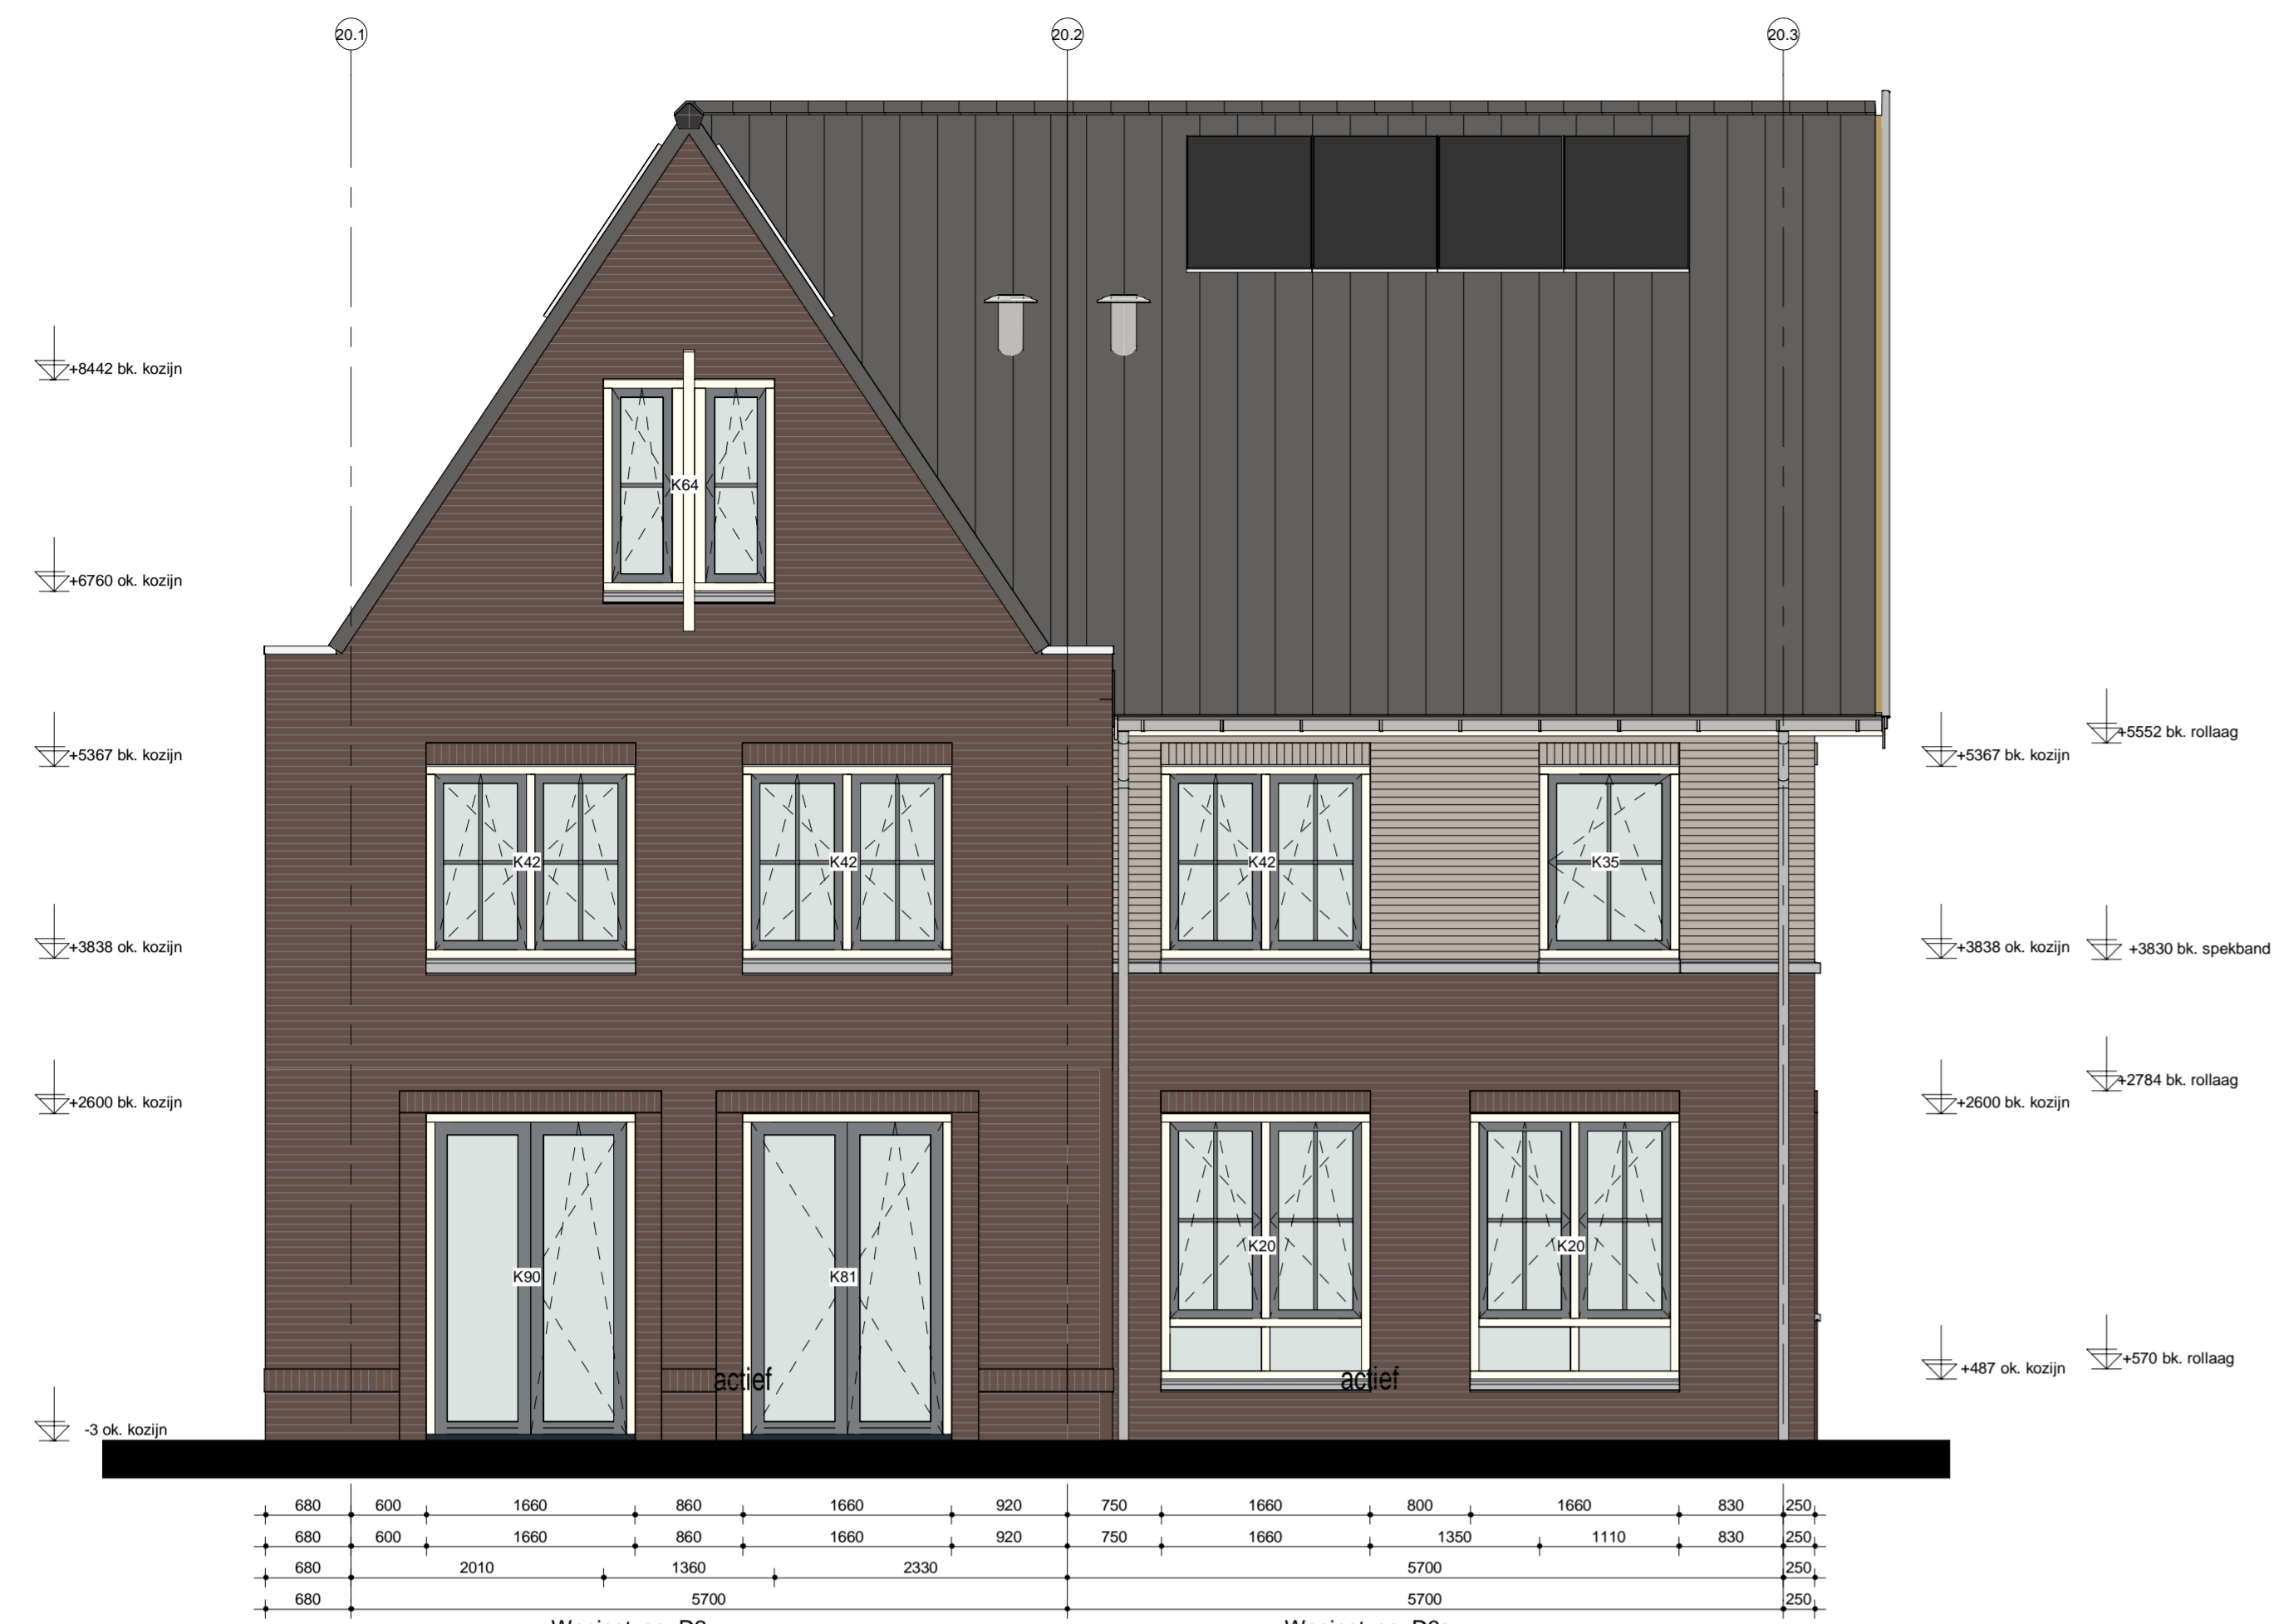 20.1 20.2 20.3
+8442 bk. kozijn
K64
+6760 ok. kozijn
+5552 bk. rollaag
+5367 bk. kozijn +5367 bk. kozijn
K42 K42 K42 K35
+3838 ok. kozijn +3838 ok. kozijn +3830 bk. spekband
+2784 bk. rollaag
+2600 bk. kozijn +2600 bk. kozijn
K20 K20
K90 K81
+570 bk. rollaag
+487 ok. kozijn
actief actief
-3 ok. kozijn
680 600 1660 860 1660 920 750 1660 800 1660 830 250
680 600 1660 860 1660 920 750 1660 1350 1110 830 250
680 2010 1360 2330 5700 250
680 5700 5700 250